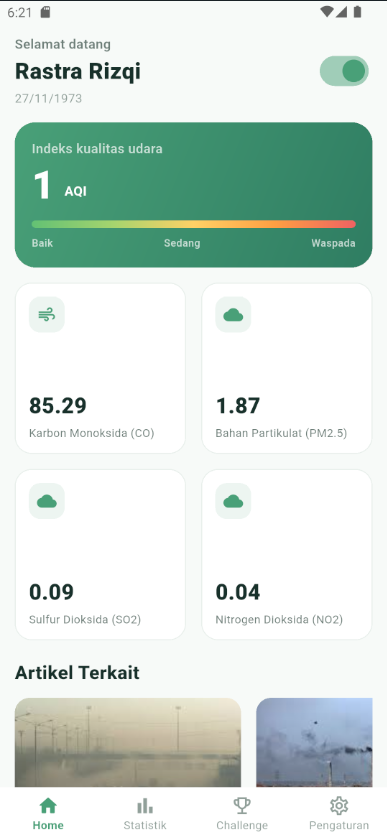 6:21
Selamat datang
Rastra Rizqi
27/11/1973
Indeks kualitas udara
1 AQI
Baik Sedang Waspada
85.29 1.87
Karbon Monoksida (CO) Bahan Partikulat (PM2.5)
0.09 0.04
Sulfur Dioksida (SO2) Nitrogen Dioksida (NO2)
Artikel Terkait
Home Statistik Challenge Pengaturan